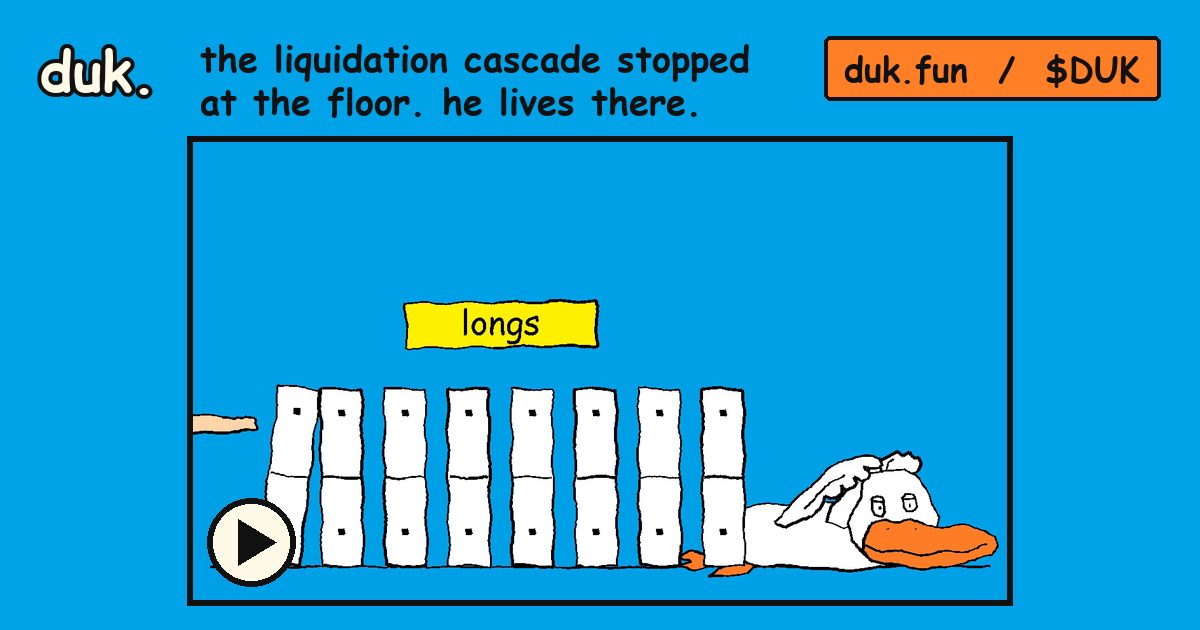 duk.
the liquidation cascade stopped
at the floor. he lives there.
duk.fun / $DUK
longs